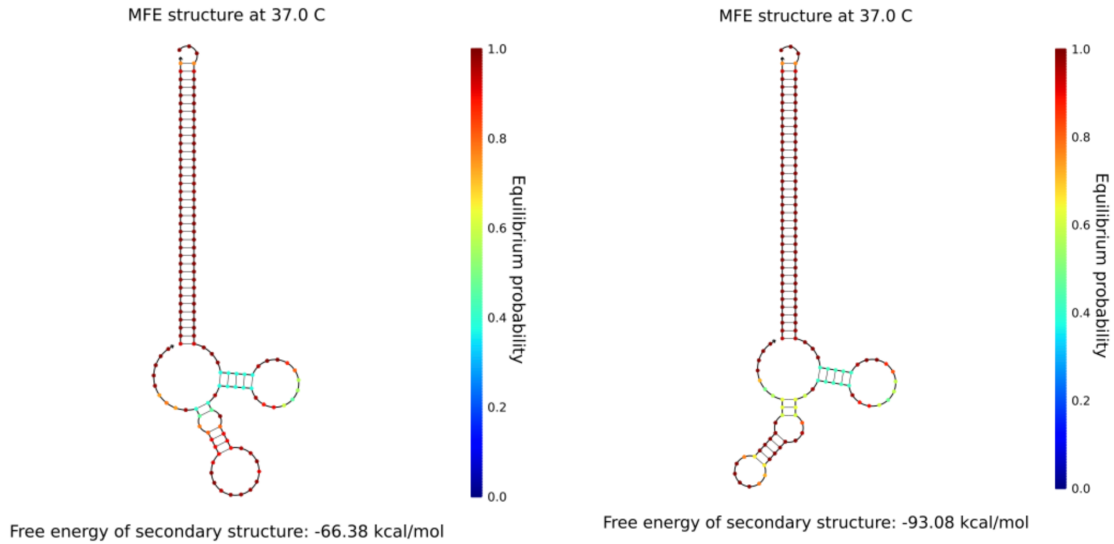 MFE structure at 37.0 C
1.0
0.8
0.6
0.4
0.2
0.0
Equilibrium probability
Free energy of secondary structure: -66.38 kcal/mol
MFE structure at 37.0 C
1.0
0.8
0.6
0.4
0.2
0.0
Equilibrium probability
Free energy of secondary structure: -93.08 kcal/mol